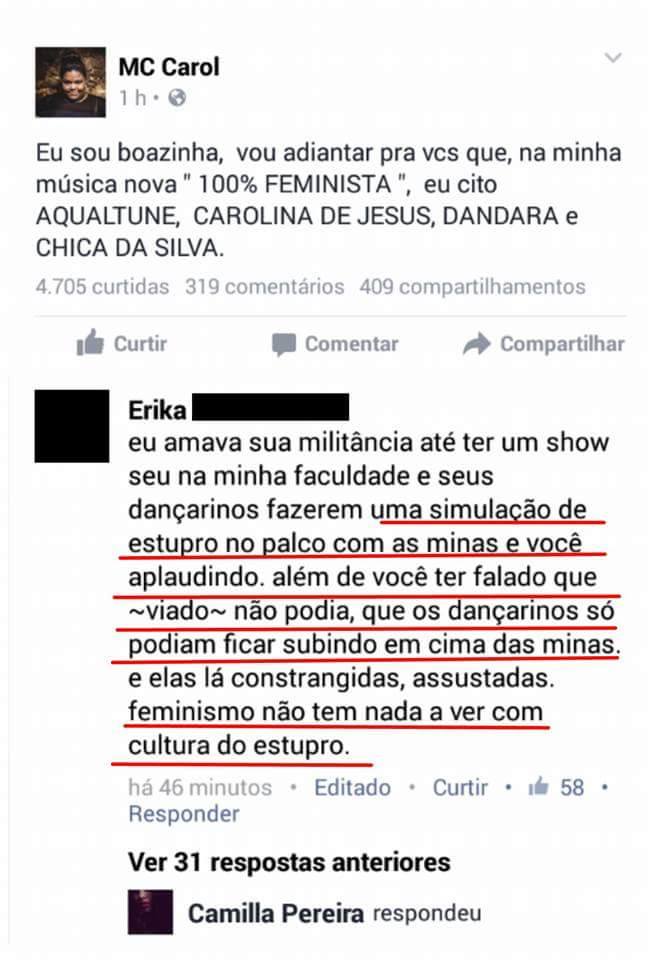 MC Carol
1 h •
Eu sou boazinha, vou adiantar pra vcs que, na minha
música nova " 100% FEMINISTA ", eu cito
AQUALTUNE, CAROLINA DE JESUS, DANDARA e
CHICA DA SILVA.
4.705 curtidas 319 comentários 409 compartilhamentos
Curtir Comentar Compartilhar
Erika
eu amava sua militância até ter um show
seu na minha faculdade e seus
dançarinos fazerem uma simulação de
estupro no palco com as minas e você
aplaudindo. além de você ter falado que
~viado~ não podia, que os dançarinos só
podiam ficar subindo em cima das minas.
e elas lá constrangidas, assustadas.
feminismo não tem nada a ver com
cultura do estupro.
há 46 minutos • Editado • Curtir • 58 •
Responder
Ver 31 respostas anteriores
Camilla Pereira respondeu